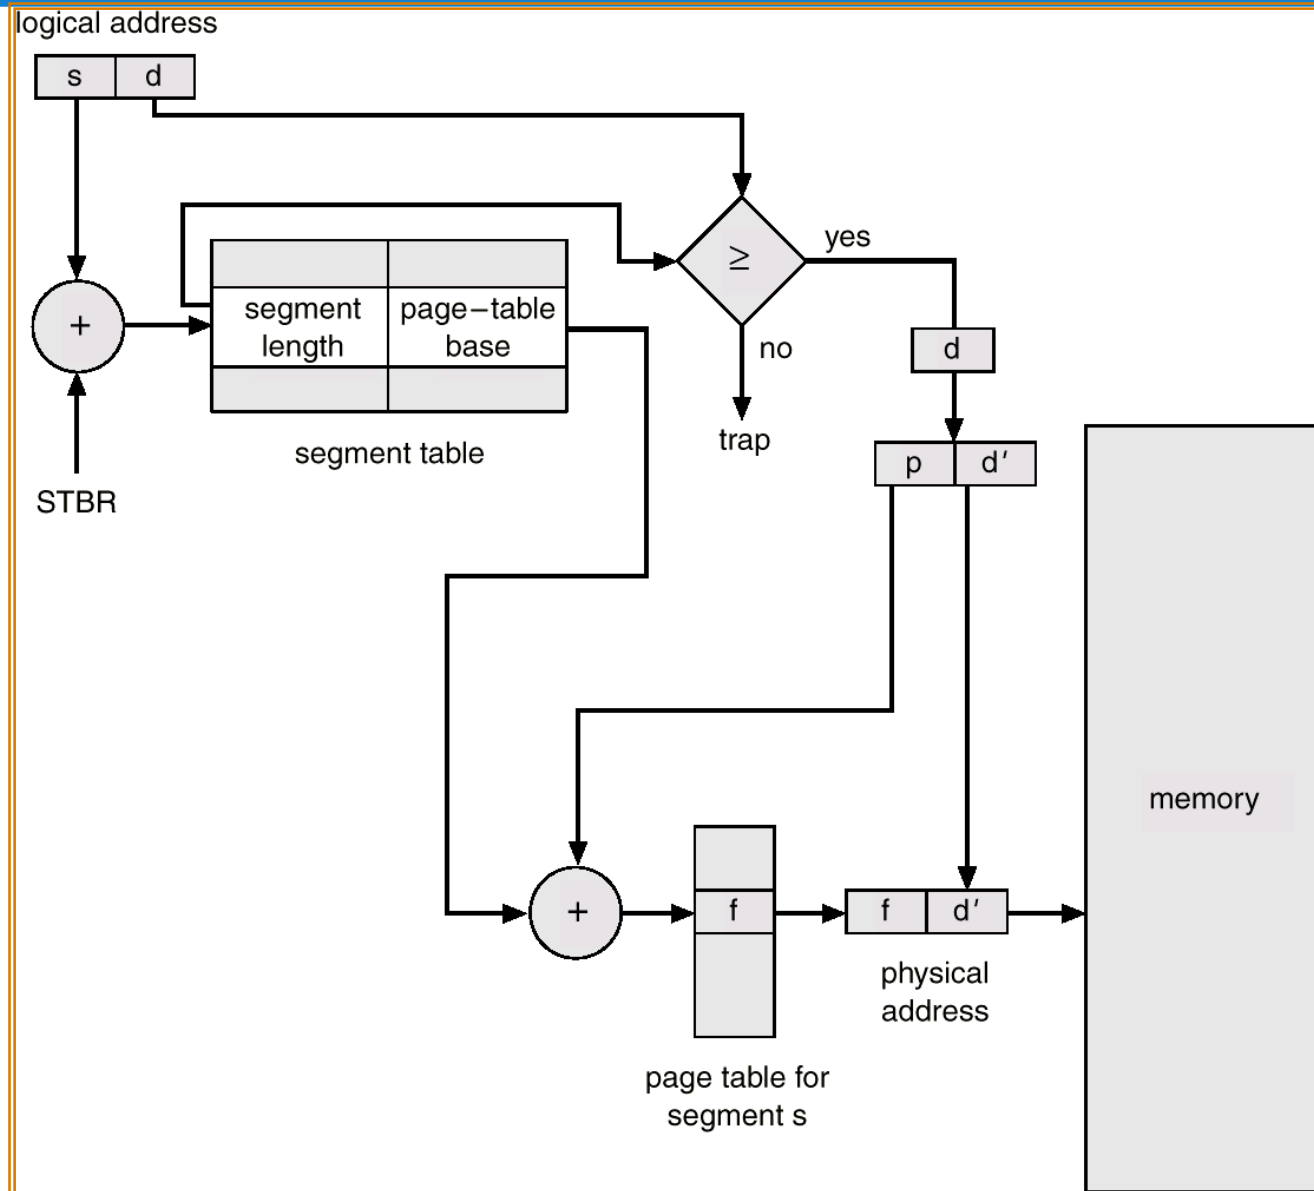 logical address
s d
≥
yes
+
segment length
page–table base
no
d
segment table
trap
p d′
STBR
memory
+
f
f d′
physical
address
page table for
segment s